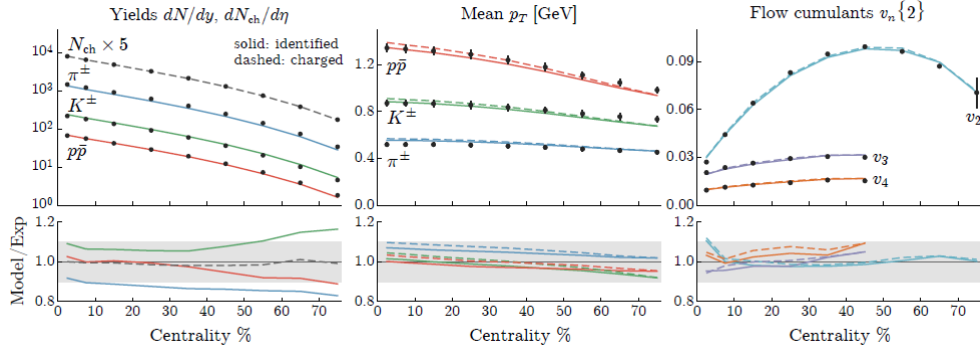 Yields dN/dy, dN_ch/dη
Mean p_T [GeV]
Flow cumulants v_n{2}
10^4
10^3
10^2
10^1
10^0
N_ch × 5
π^±
K^±
pp̄
solid: identified
dashed: charged
1.2
0.8
0.4
0.0
pp̄
K^±
π^±
0.09
0.06
0.03
0.00
v_2
v_3
v_4
Model/Exp
1.2
1.0
0.8
0 10 20 30 40 50 60 70
Centrality %
1.2
1.0
0.8
0 10 20 30 40 50 60 70
Centrality %
1.2
1.0
0.8
0 10 20 30 40 50 60 70
Centrality %